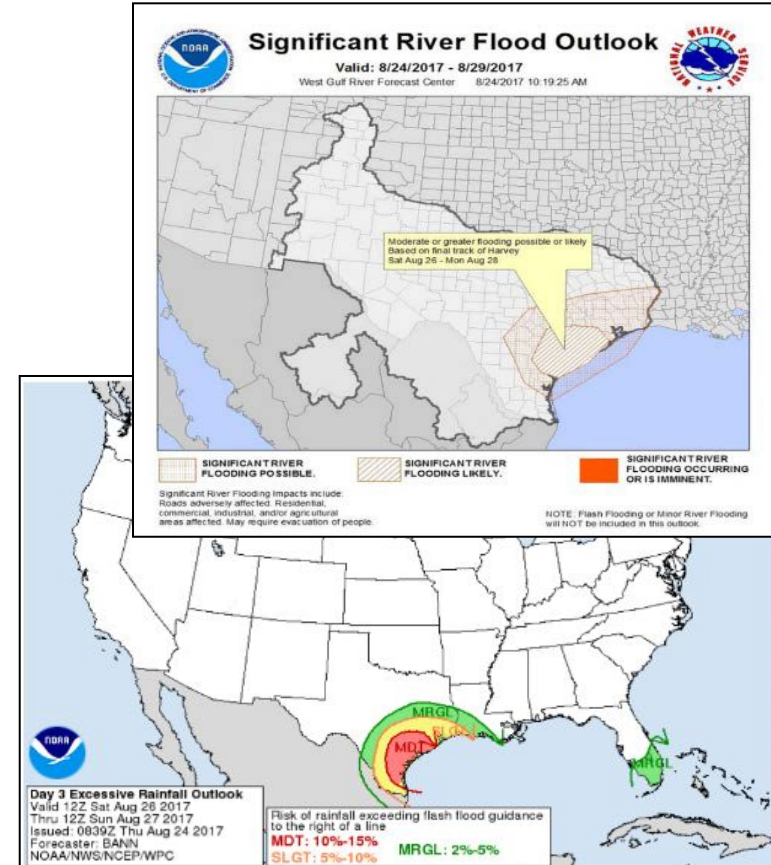 NOAA
Significant River Flood Outlook
Valid: 8/24/2017 - 8/29/2017
West Gulf River Forecast Center 8/24/2017 10:19:25 AM
NATIONAL WEATHER SERVICE
Moderate or greater flooding possible or likely
Based on final track of Harvey
Sat Aug 26 - Mon Aug 28
SIGNIFICANT RIVER
FLOODING POSSIBLE.
SIGNIFICANT RIVER
FLOODING LIKELY.
SIGNIFICANT RIVER
FLOODING OCCURRING
OR IS IMMINENT.
Significant River Flooding Impacts include:
Roads adversely affected. Residential,
commercial, industrial, and/or agricultural
areas affected. May require evacuation of people.
NOTE: Flash Flooding or Minor River Flooding
will NOT be included in this outlook.
MRGL
SLGT
MDT
MRGL
NOAA
Day 3 Excessive Rainfall Outlook
Valid 12Z Sat Aug 26 2017
Thru 12Z Sun Aug 27 2017
Issued: 0839Z Thu Aug 24 2017
Forecaster: BANN
NOAA/NWS/NCEP/WPC
Risk of rainfall exceeding flash flood guidance
to the right of a line
MDT: 10%-15%
SLGT: 5%-10%
MRGL: 2%-5%